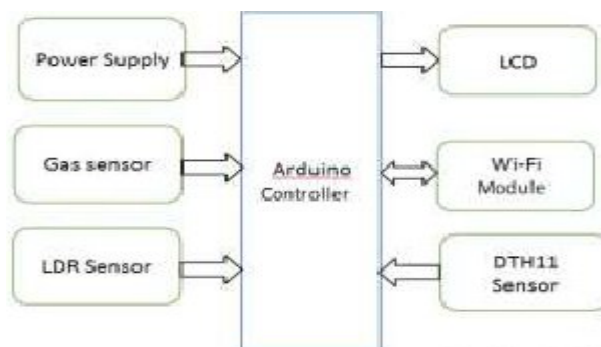 Power Supply
Gas sensor
LDR Sensor
Arduino
Controller
LCD
Wi-Fi
Module
DTH11
Sensor